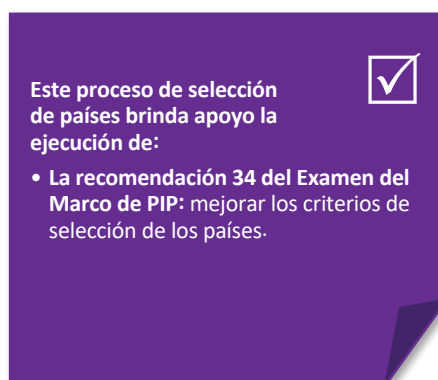 Este proceso de selección
de países brinda apoyo la
ejecución de:
• La recomendación 34 del Examen del
Marco de PIP: mejorar los criterios de
selección de los países.